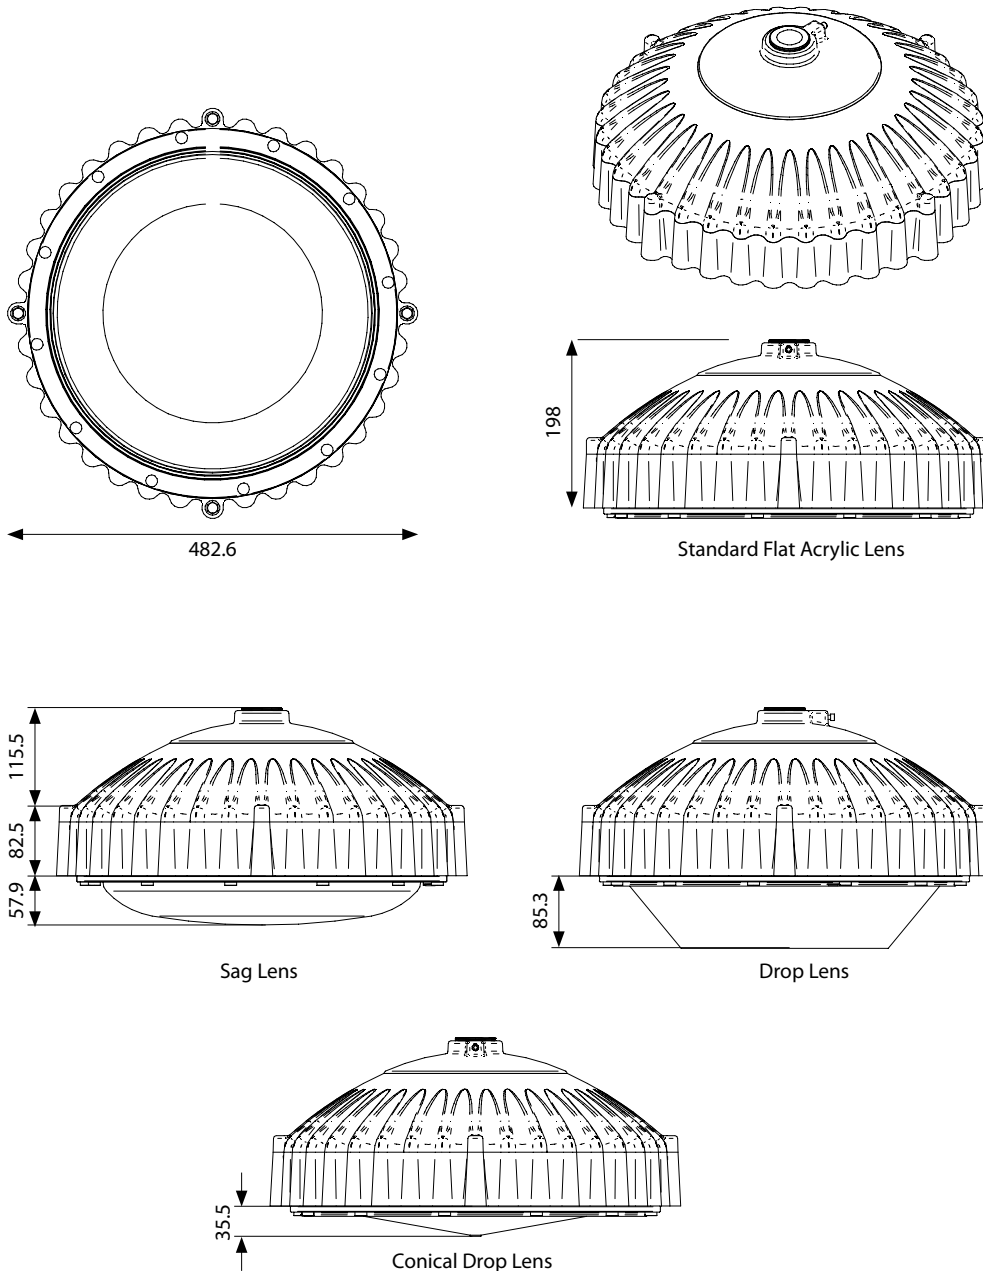 482.6
198
Standard Flat Acrylic Lens
115.5
82.5
57.9
Sag Lens
85.3
Drop Lens
35.5
Conical Drop Lens